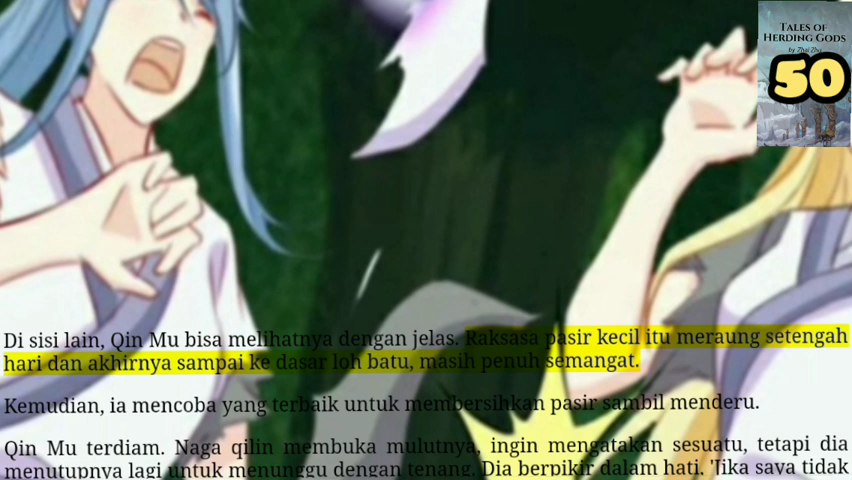 TALES OF
HERDING GODS
by Zhai Zhu
50
Di sisi lain, Qin Mu bisa melihatnya dengan jelas. Raksasa pasir kecil itu meraung setengah
hari dan akhirnya sampai ke dasar loh batu, masih penuh semangat.
Kemudian, ia mencoba yang terbaik untuk membersihkan pasir sambil menderu.
Qin Mu terdiam. Naga qilin membuka mulutnya, ingin mengatakan sesuatu, tetapi dia
menutupnya lagi untuk menunggu dengan tenang. Dia berpikir dalam hati. 'Jika saya tidak